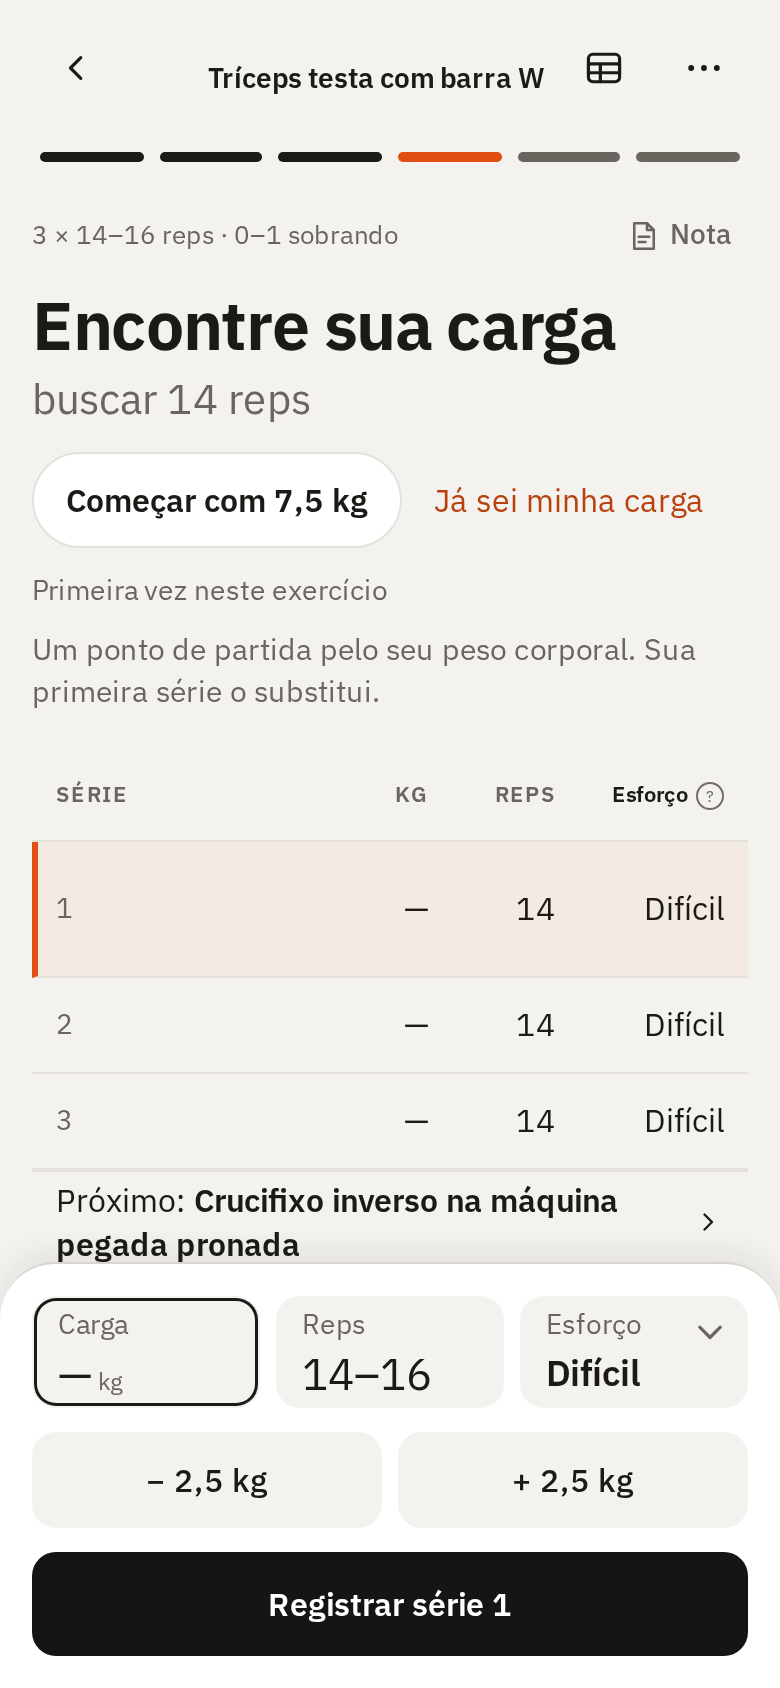 Tríceps testa com barra W
3 × 14–16 reps · 0–1 sobrando
Nota
Encontre sua carga
buscar 14 reps
Começar com 7,5 kg
Já sei minha carga
Primeira vez neste exercício
Um ponto de partida pelo seu peso corporal. Sua
primeira série o substitui.
SÉRIE KG REPS Esforço ?
1 — 14 Difícil
2 — 14 Difícil
3 — 14 Difícil
Próximo: Crucifixo inverso na máquina
pegada pronada
Carga Reps Esforço
— kg 14–16 Difícil
− 2,5 kg + 2,5 kg
Registrar série 1